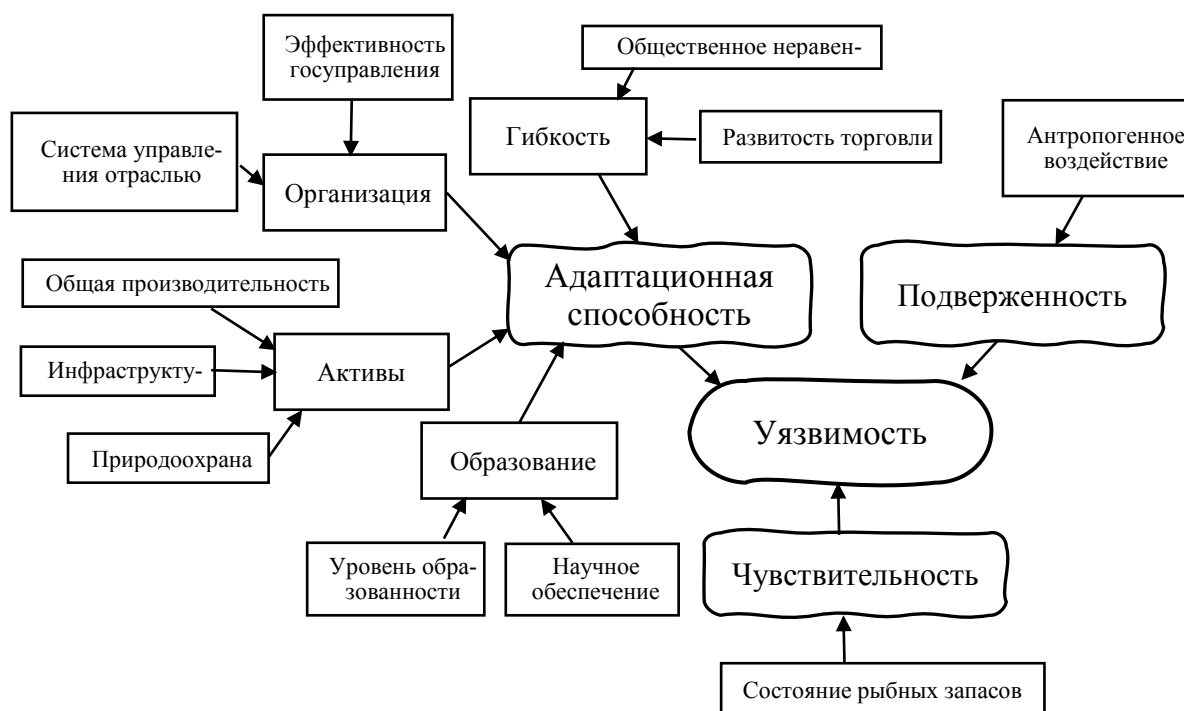 Эффективность
госуправления
Общественное неравен-
Гибкость
Развитость торговли
Антропогенное
воздействие
Система управле-
ния отраслью
Организация
Адаптационная
способность
Подверженность
Общая производительность
Инфраструкту-
Активы
Природоохрана
Образование
Уязвимость
Уровень обра-
зованности
Научное
обеспечение
Чувствительность
Состояние рыбных запасов